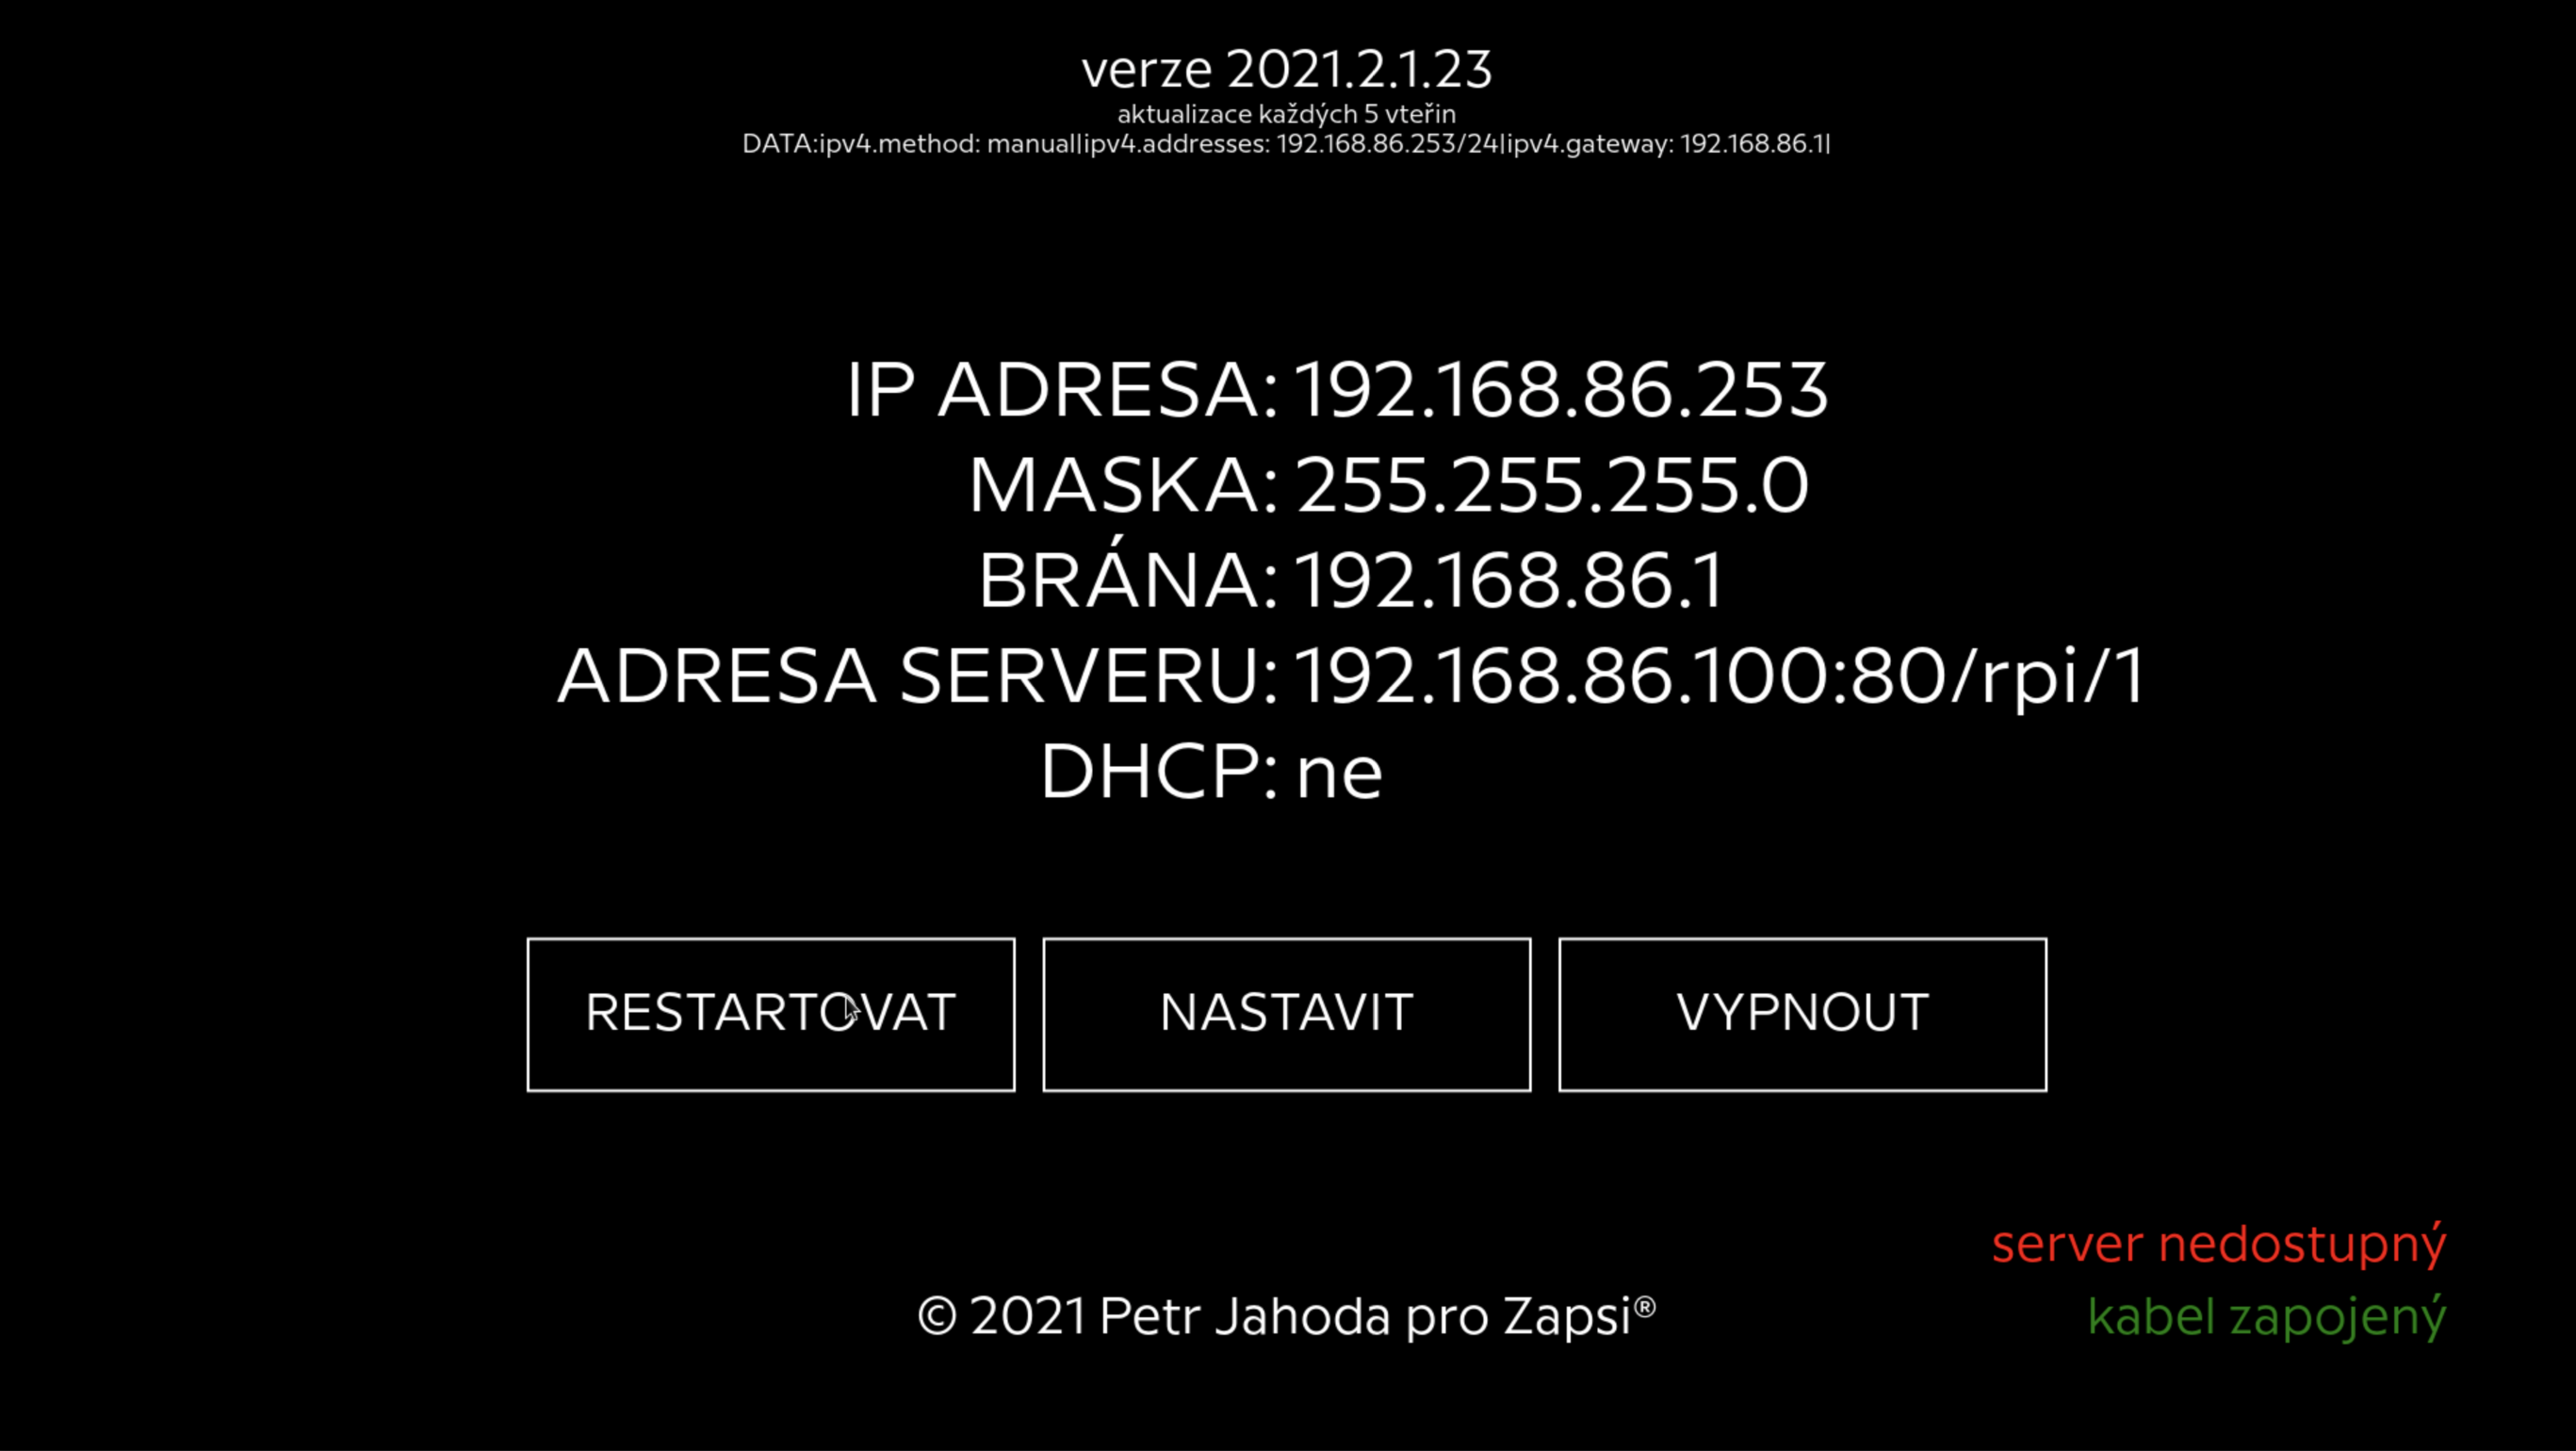 verze 2021.2.1.23
aktualizace každých 5 vteřin
DATA:ipv4.method: manual|ipv4.addresses: 192.168.86.253/24|ipv4.gateway: 192.168.86.1|
IP ADRESA: 192.168.86.253
MASKA: 255.255.255.0
BRÁNA: 192.168.86.1
ADRESA SERVERU: 192.168.86.100:80/rpi/1
DHCP: ne
RESTARTOVAT
NASTAVIT
VYPNOUT
server nedostupný
© 2021 Petr Jahoda pro Zapsi®
kabel zapojený